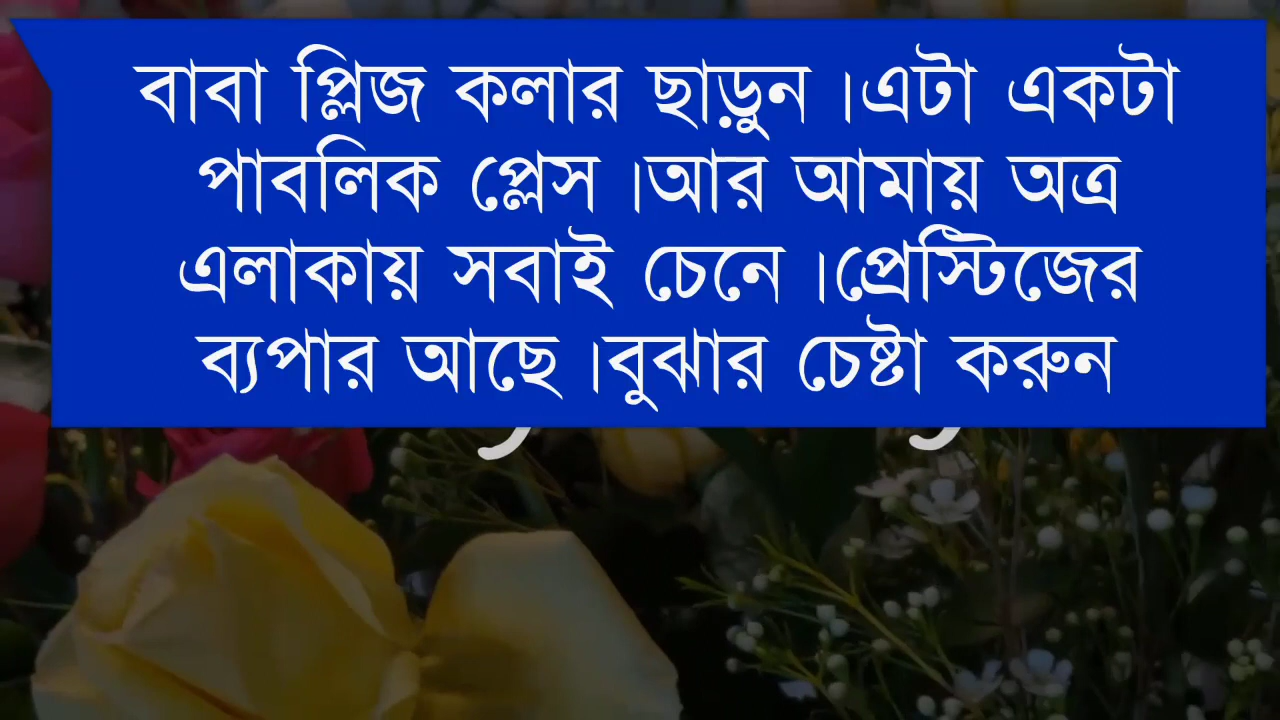 বাবা প্লিজ কলার ছাড়ুন ।এটা একটা
পাবলিক প্লেস ।আর আমায় অত্র
এলাকায় সবাই চেনে ।প্রেস্টিজের
ব্যপার আছে ।বুঝার চেষ্টা করুন